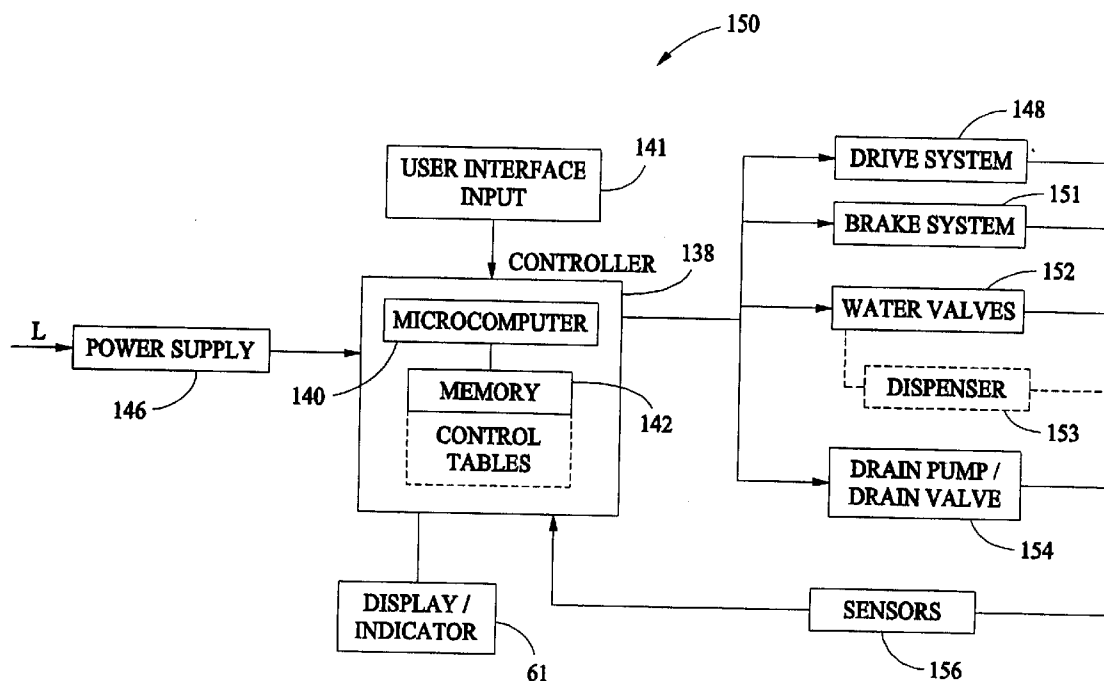 150
148
DRIVE SYSTEM
141
USER INTERFACE
INPUT
151
BRAKE SYSTEM
CONTROLLER
138
152
WATER VALVES
MICROCOMPUTER
L
POWER SUPPLY
146
140
MEMORY
142
CONTROL
TABLES
DISPENSER
153
DRAIN PUMP /
DRAIN VALVE
154
DISPLAY /
INDICATOR
61
SENSORS
156